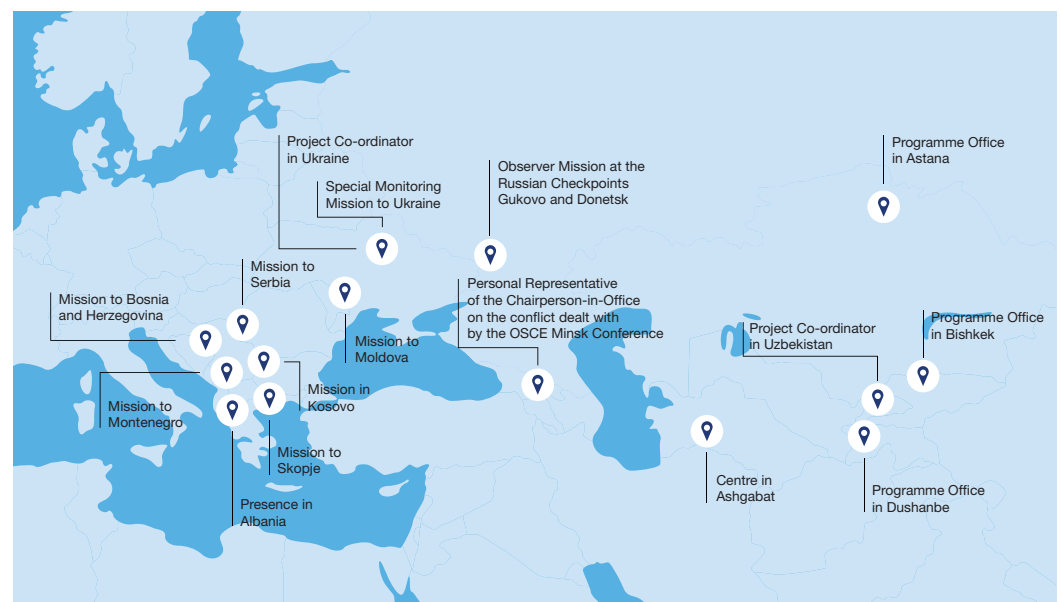 Project Co-ordinator
in Ukraine
Special Monitoring
Mission to Ukraine
Observer Mission at the
Russian Checkpoints
Gukovo and Donetsk
Programme Office
in Astana
Mission to
Serbia
Mission to Bosnia
and Herzegovina
Personal Representative
of the Chairperson-in-Office
on the conflict dealt with
by the OSCE Minsk Conference
Project Co-ordinator
in Uzbekistan
Programme Office
in Bishkek
Mission to
Moldova
Mission in
Kosovo
Mission to
Montenegro
Mission to
Skopje
Presence in
Albania
Centre in
Ashgabat
Programme Office
in Dushanbe